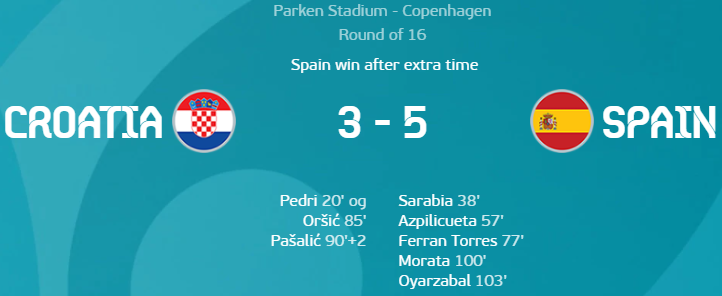 Parken Stadium - Copenhagen
Round of 16
Spain win after extra time
CROATIA 3 - 5 SPAIN
Pedri 20' og
Oršić 85'
Pašalić 90'+2
Sarabia 38'
Azpilicueta 57'
Ferran Torres 77'
Morata 100'
Oyarzabal 103'